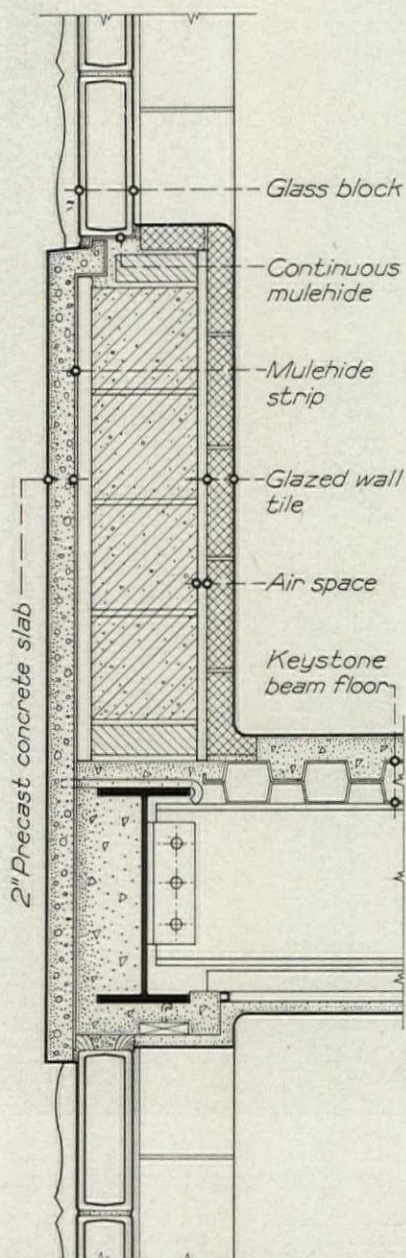 Glass block
Continuous
mulehide
Mulehide
strip
Glazed wall
tile
Air space
Keystone
beam floor
2" Precast concrete slab